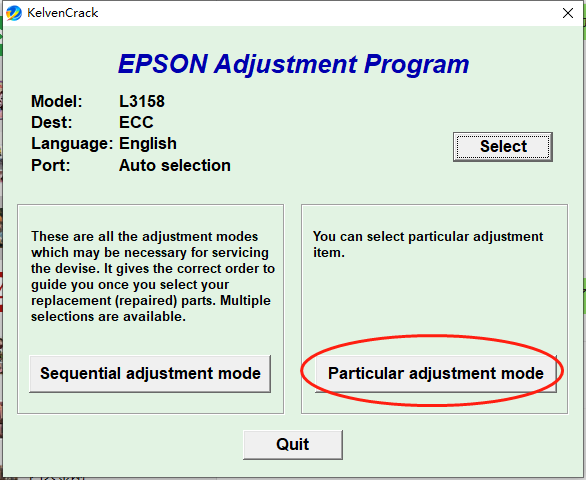 KelvenCrack
EPSON Adjustment Program
Model: L3158
Dest: ECC
Language: English
Port: Auto selection
Select
These are all the adjustment modes
which may be necessary for servicing
the devise. It gives the correct order to
guide you once you select your
replacement (repaired) parts. Multiple
selections are available.
Sequential adjustment mode
You can select particular adjustment
item.
Particular adjustment mode
Quit